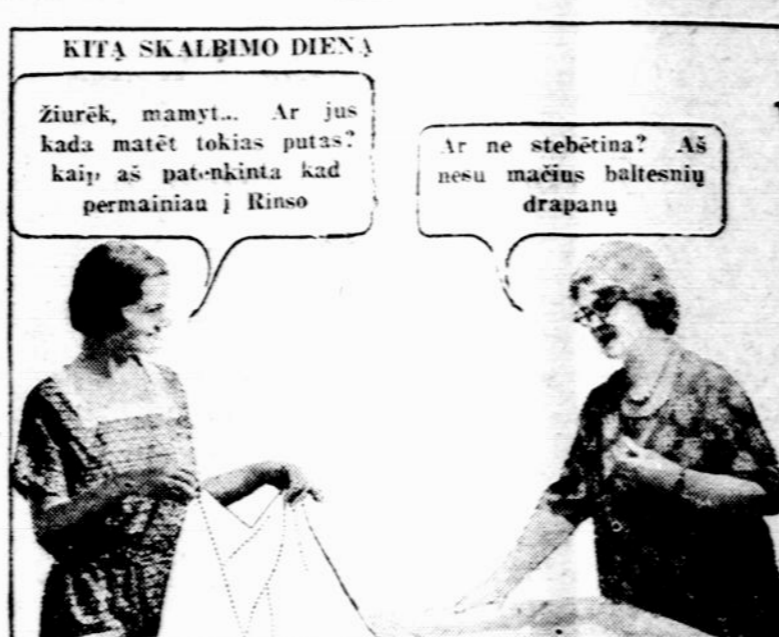 KITĄ SKALBIMO DIENĄ
žiurėk, mamyt... Ar jus
kada matėt tokias putas?
kaip aš patenkinta kad
permainiau į Rinso
Ar ne stebėtina? Aš
nesu mačius baltesnių
drapanų